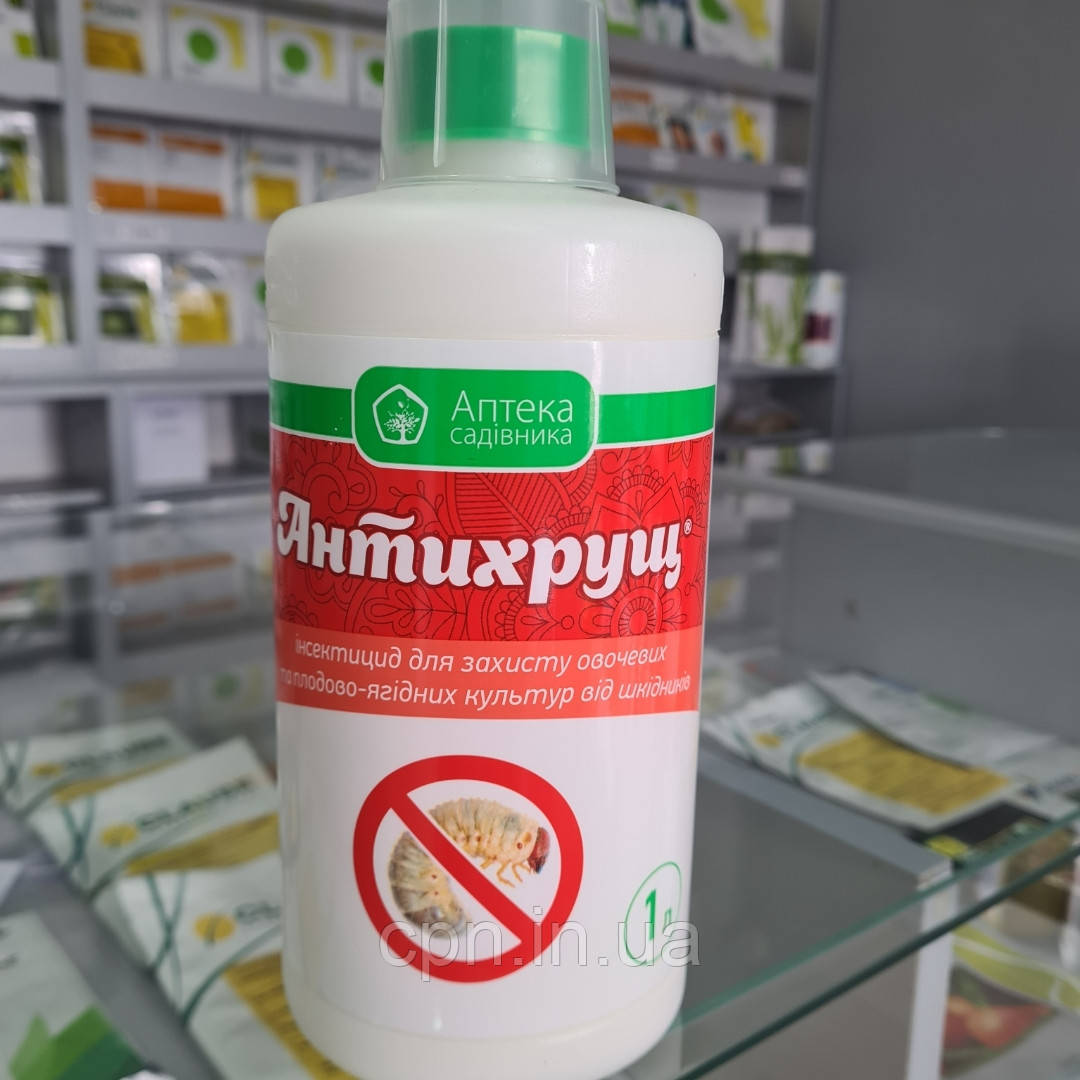 Аптека
садівника
Антихрущ®
інсектицид для захисту овочевих
та плодово-ягідних культур від шкідників
1 л
cpn.in.ua